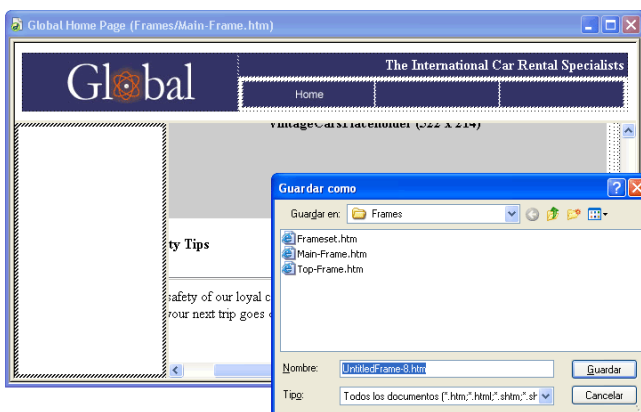 Global Home Page (Frames/Main-Frame.htm)
The International Car Rental Specialists
Global
Home
VintageCarsPlaceholder (522 x 214)
ty Tips
safety of our loyal c
your next trip goes
Guardar como
Guardar en: Frames
Frameset.htm
Main-Frame.htm
Top-Frame.htm
Nombre: UntitledFrame-8.htm Guardar
Tipo: Todos los documentos (*.htm;*.html;*.shtm;*.sh Cancelar